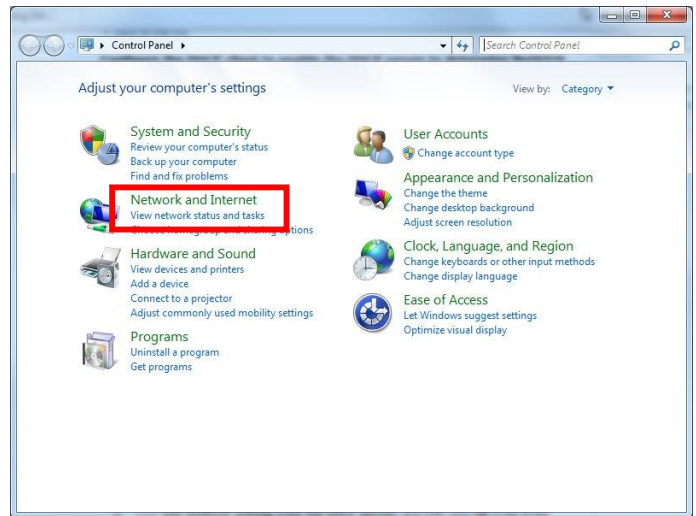 Control Panel
Search Control Panel
Adjust your computer's settings
View by: Category
System and Security
Review your computer's status
Back up your computer
Find and fix problems
Network and Internet
View network status and tasks
Choose homegroup and sharing options
Hardware and Sound
View devices and printers
Add a device
Connect to a projector
Adjust commonly used mobility settings
Programs
Uninstall a program
Get programs
User Accounts
Change account type
Appearance and Personalization
Change the theme
Change desktop background
Adjust screen resolution
Clock, Language, and Region
Change keyboards or other input methods
Change display language
Ease of Access
Let Windows suggest settings
Optimize visual display